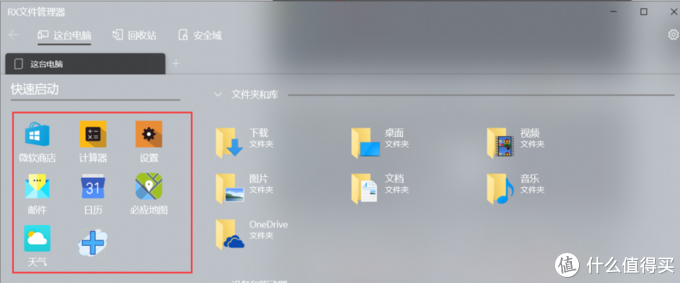 RX文件管理器
这台电脑 回收站 安全域
这台电脑
快速启动
微软商店 计算器 设置
邮件 日历 必应地图
天气
31
文件夹和库
下载
文件夹
桌面
文件夹
视频
文件夹
图片
文件夹
文档
文件夹
音乐
文件夹
OneDrive
文件夹
值 什么值得买